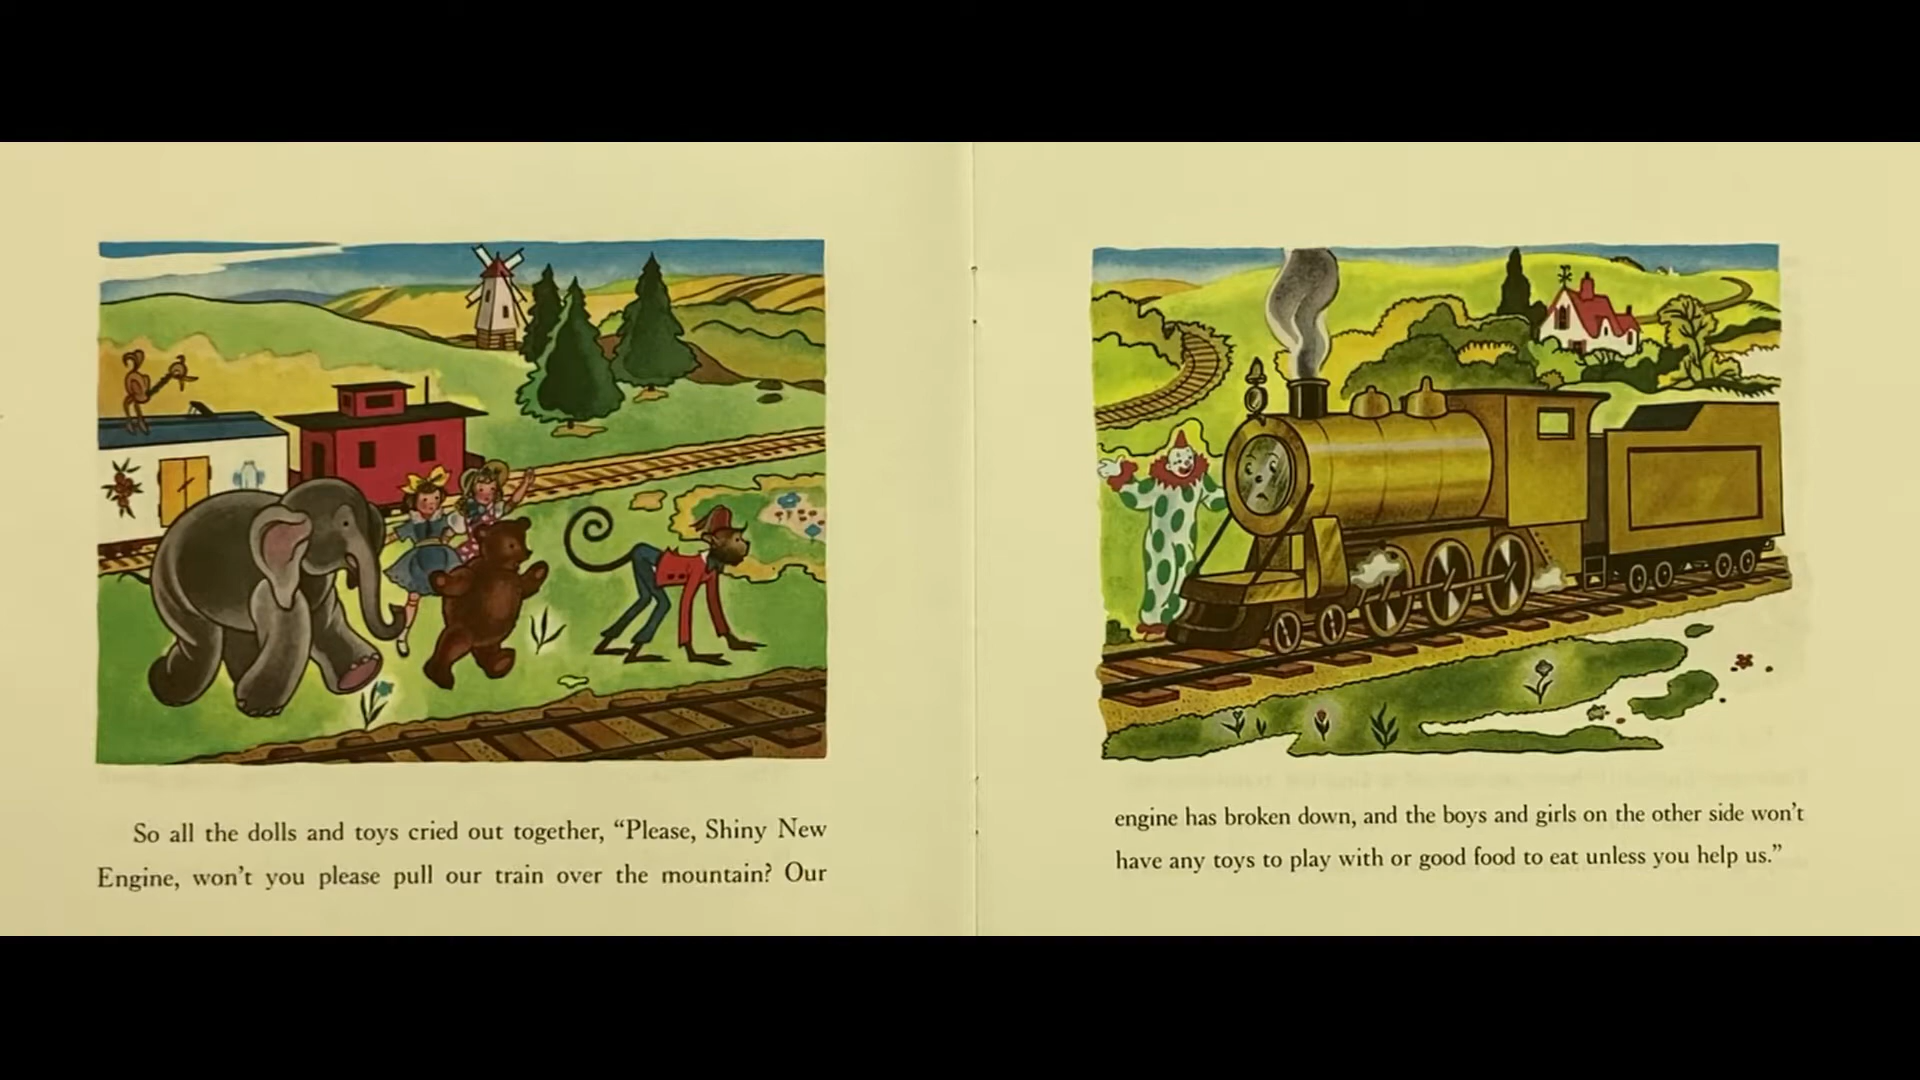 So all the dolls and toys cried out together, “Please, Shiny New
Engine, won’t you please pull our train over the mountain? Our
engine has broken down, and the boys and girls on the other side won’t
have any toys to play with or good food to eat unless you help us.”